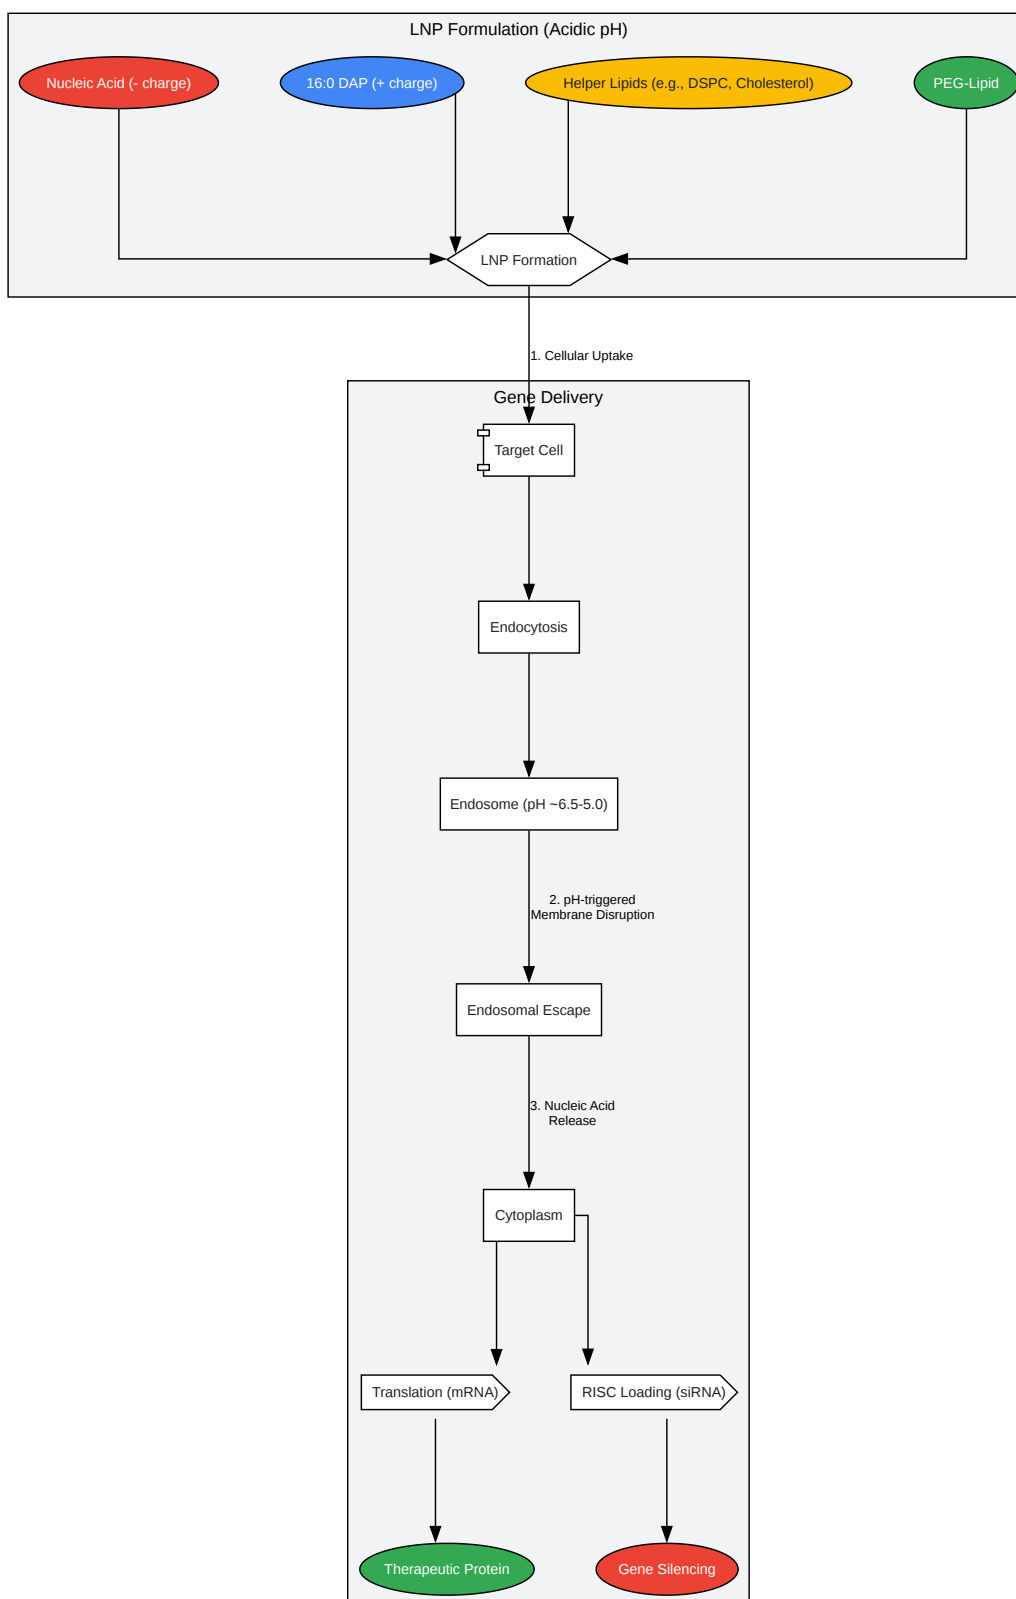 LNP Formulation (Acidic pH)
Nucleic Acid (- charge)
16:0 DAP (+ charge)
Helper Lipids (e.g., DSPC, Cholesterol)
PEG-Lipid
LNP Formation
1. Cellular Uptake
Gene Delivery
Target Cell
Endocytosis
Endosome (pH ~6.5-5.0)
2. pH-triggered
Membrane Disruption
Endosomal Escape
3. Nucleic Acid
Release
Cytoplasm
Translation (mRNA)
RISC Loading (siRNA)
Therapeutic Protein
Gene Silencing